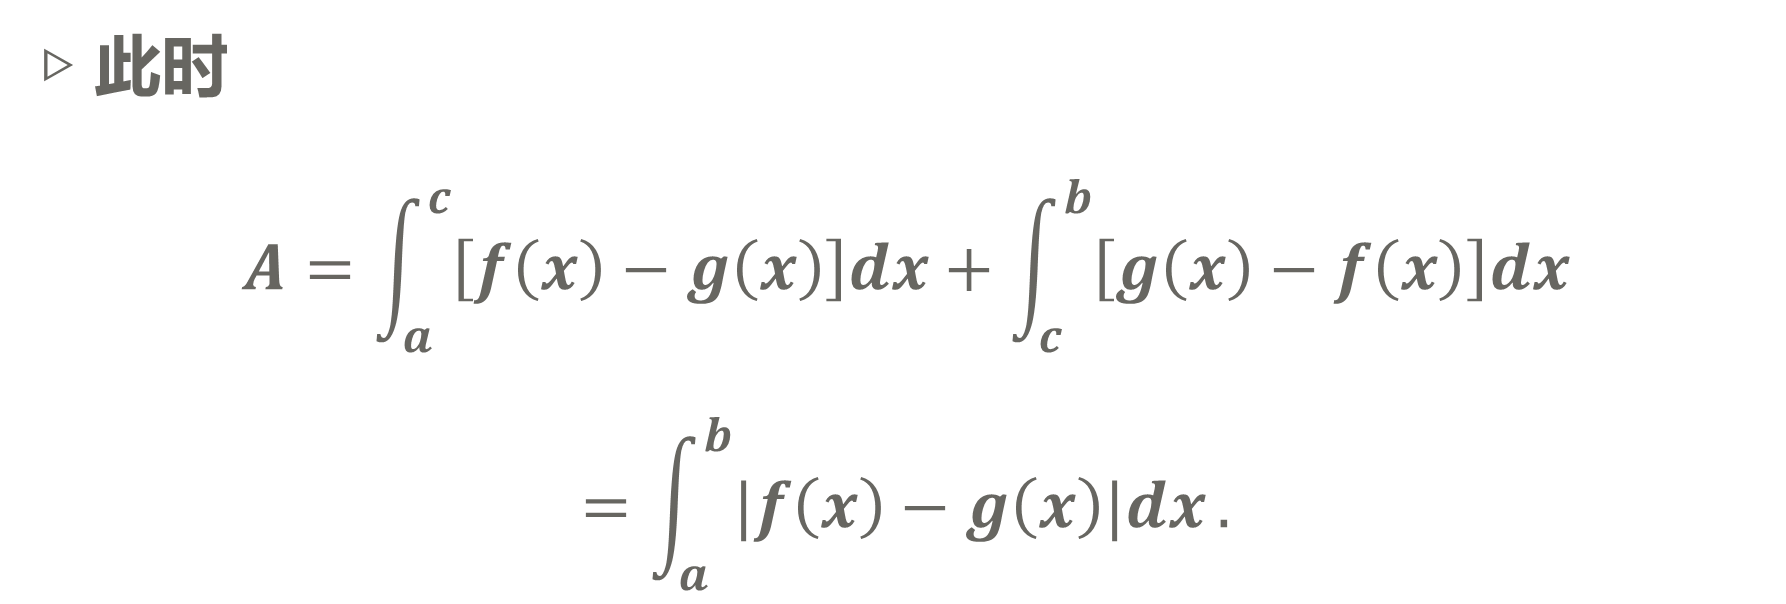 ▷ 此时
A = ∫_a^c [f(x) − g(x)]dx + ∫_c^b [g(x) − f(x)]dx
= ∫_a^b |f(x) − g(x)|dx .